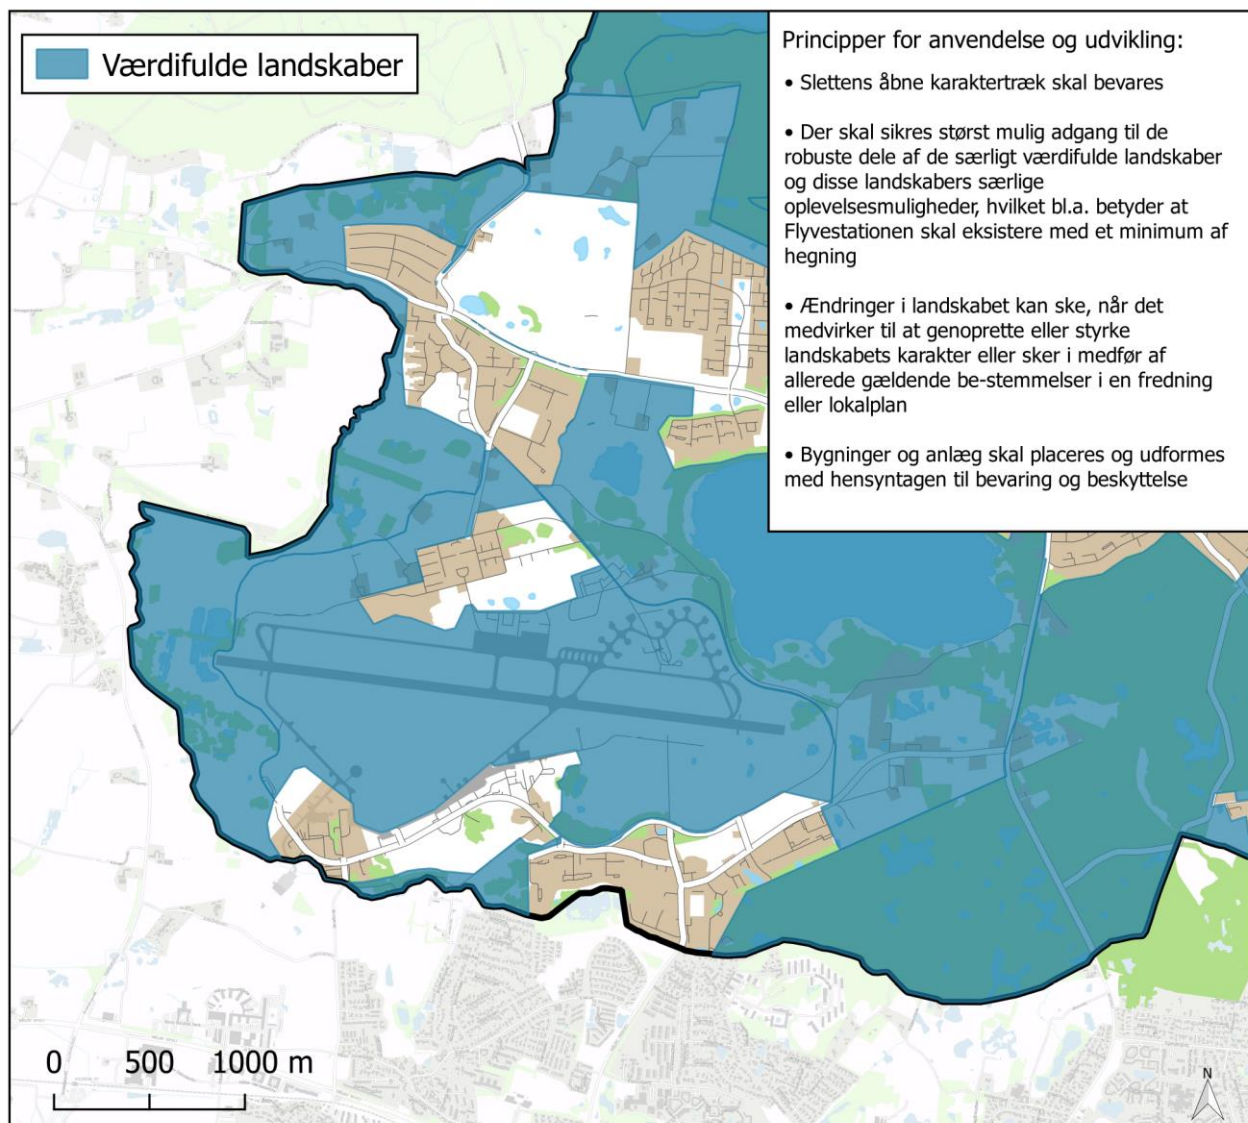 Værdifulde landskaber
Principper for anvendelse og udvikling:
• Slettens åbne karaktertræk skal bevares
• Der skal sikres størst mulig adgang til de
robuste dele af de særligt værdifulde landskaber
og disse landskabers særlige
oplevelsesmuligheder, hvilket bl.a. betyder at
Flyvestationen skal eksistere med et minimum af
hegning
• Ændringer i landskabet kan ske, når det
medvirker til at genoprette eller styrke
landskabets karakter eller sker i medfør af
allerede gældende be-stemmelser i en fredning
eller lokalplan
• Bygninger og anlæg skal placeres og udformes
med hensyntagen til bevaring og beskyttelse
0 500 1000 m
N